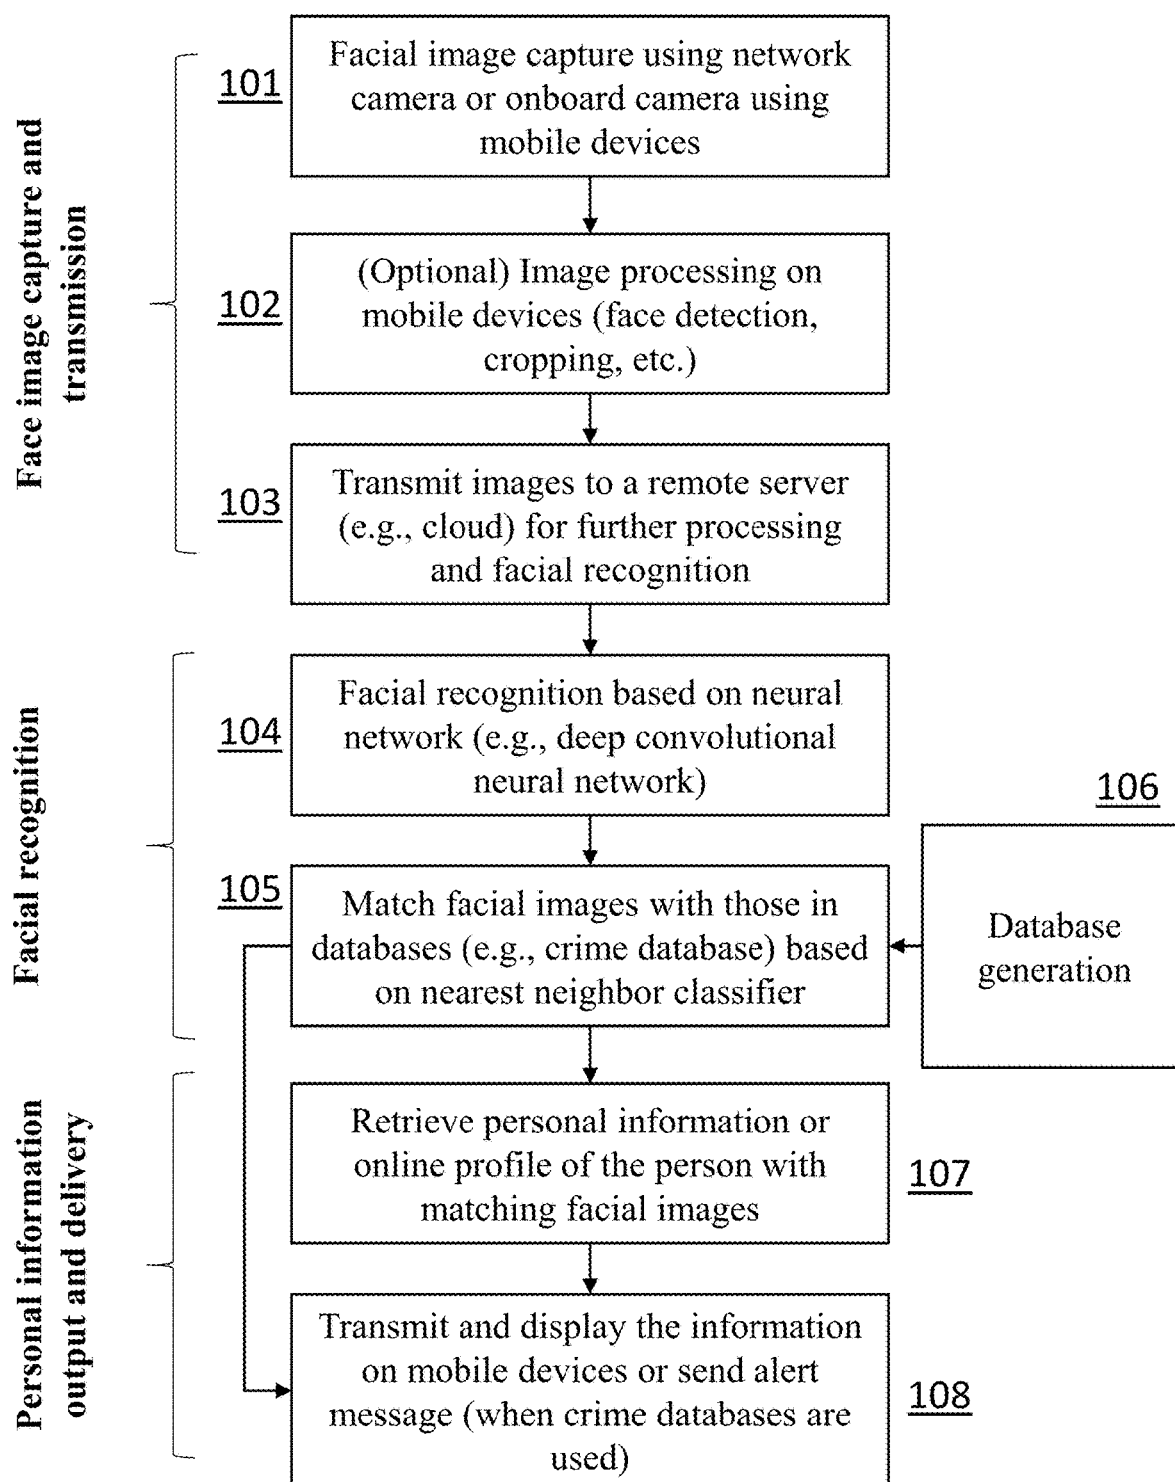 Face image capture and
transmission
101
Facial image capture using network
camera or onboard camera using
mobile devices
102
(Optional) Image processing on
mobile devices (face detection,
cropping, etc.)
103
Transmit images to a remote server
(e.g., cloud) for further processing
and facial recognition
Facial recognition
104
Facial recognition based on neural
network (e.g., deep convolutional
neural network)
105
Match facial images with those in
databases (e.g., crime database) based
on nearest neighbor classifier
106
Database
generation
Personal information
output and delivery
Retrieve personal information or
online profile of the person with
matching facial images
107
Transmit and display the information
on mobile devices or send alert
message (when crime databases are
used)
108